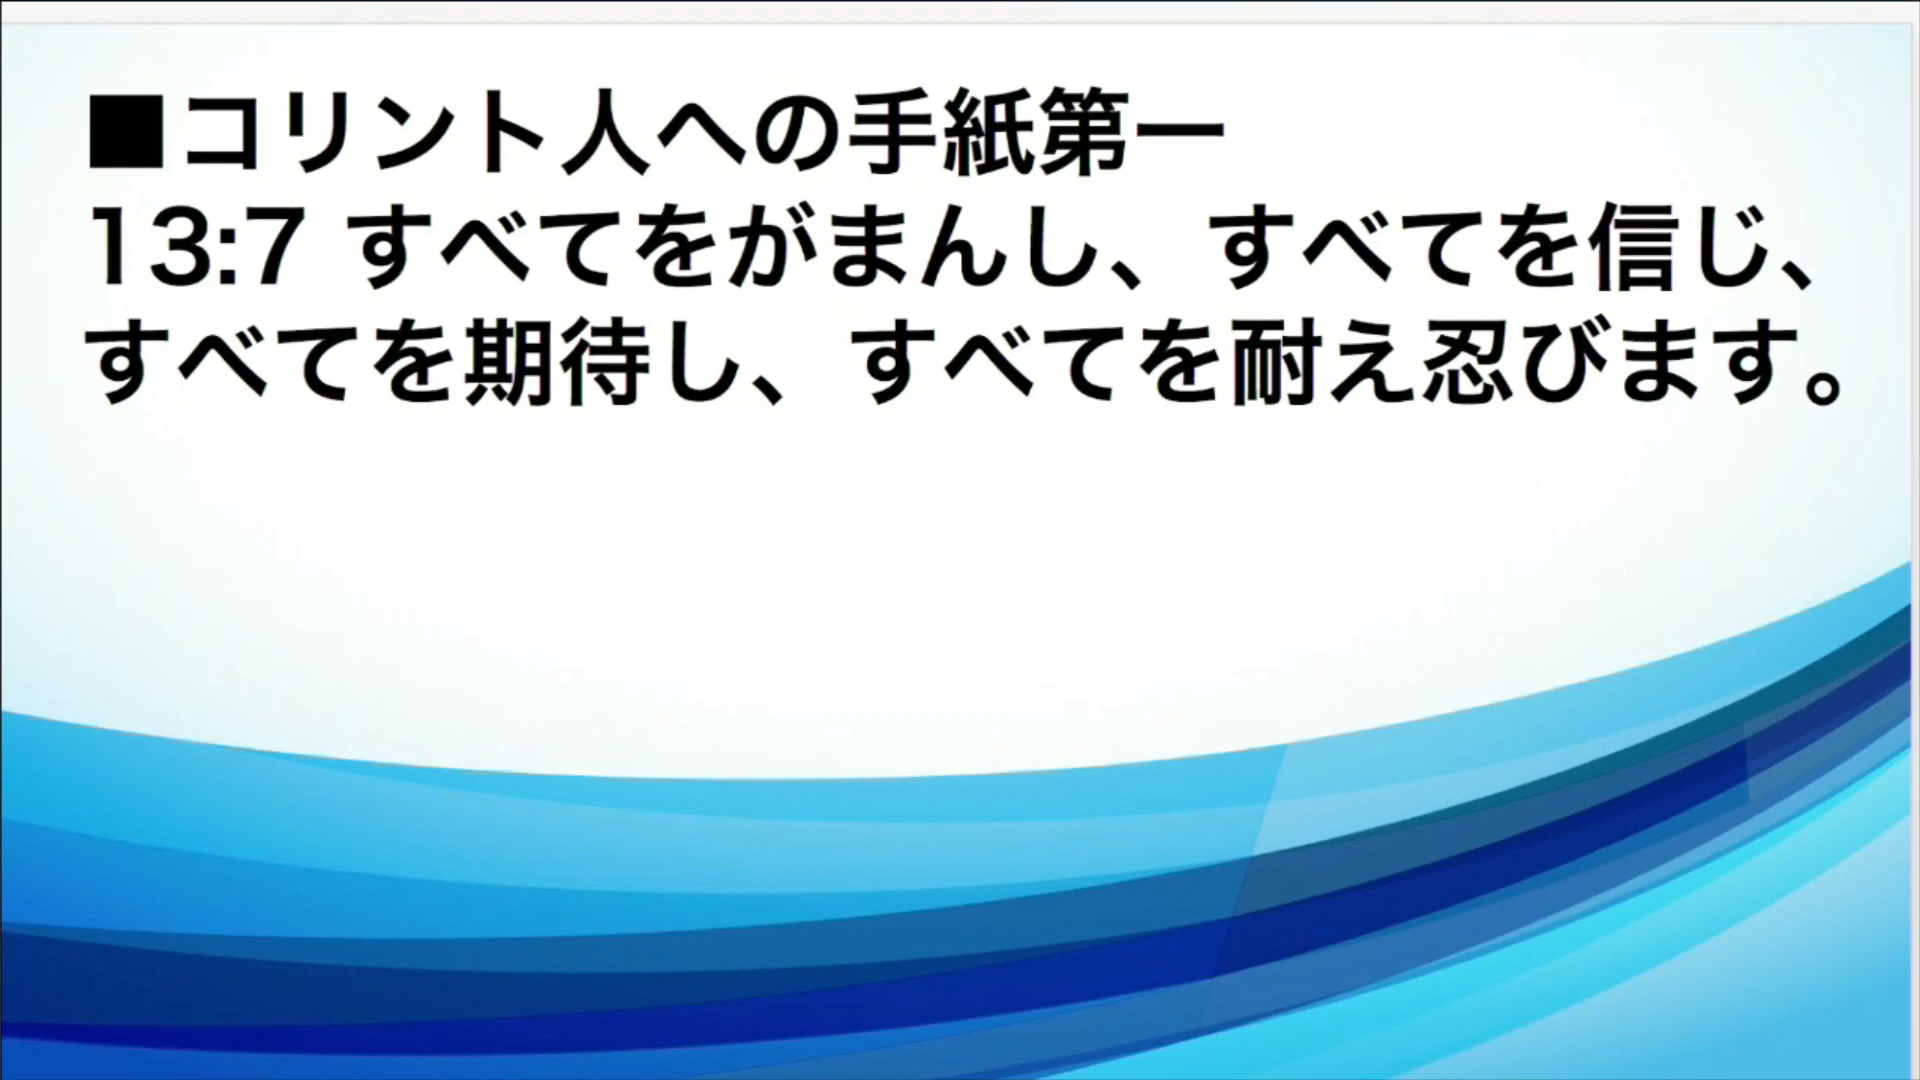 ■コリント人への手紙第一
13:7 すべてをがまんし、すべてを信じ、
すべてを期待し、すべてを耐え忍びます。